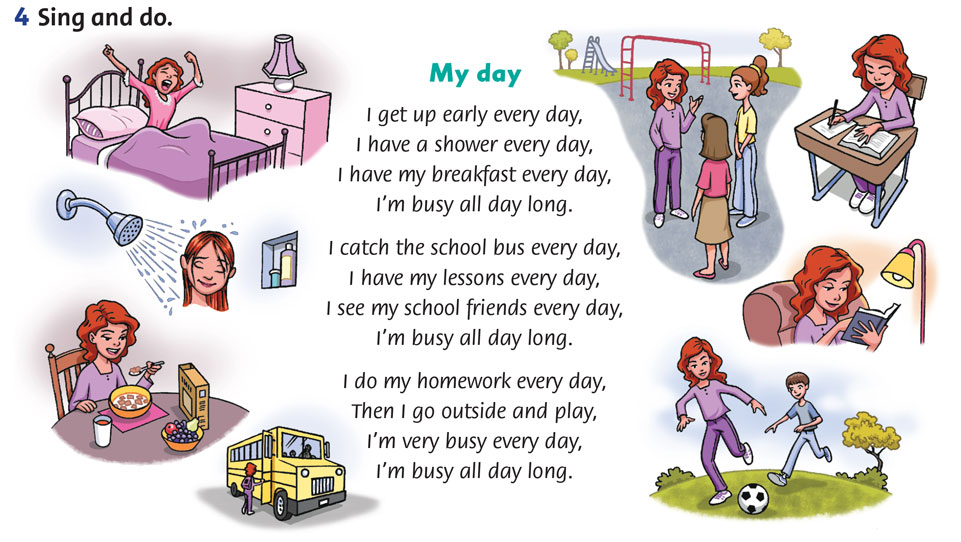 4 Sing and do.
My day
I get up early every day,
I have a shower every day,
I have my breakfast every day,
I'm busy all day long.
I catch the school bus every day,
I have my lessons every day,
I see my school friends every day,
I'm busy all day long.
I do my homework every day,
Then I go outside and play,
I'm very busy every day,
I'm busy all day long.